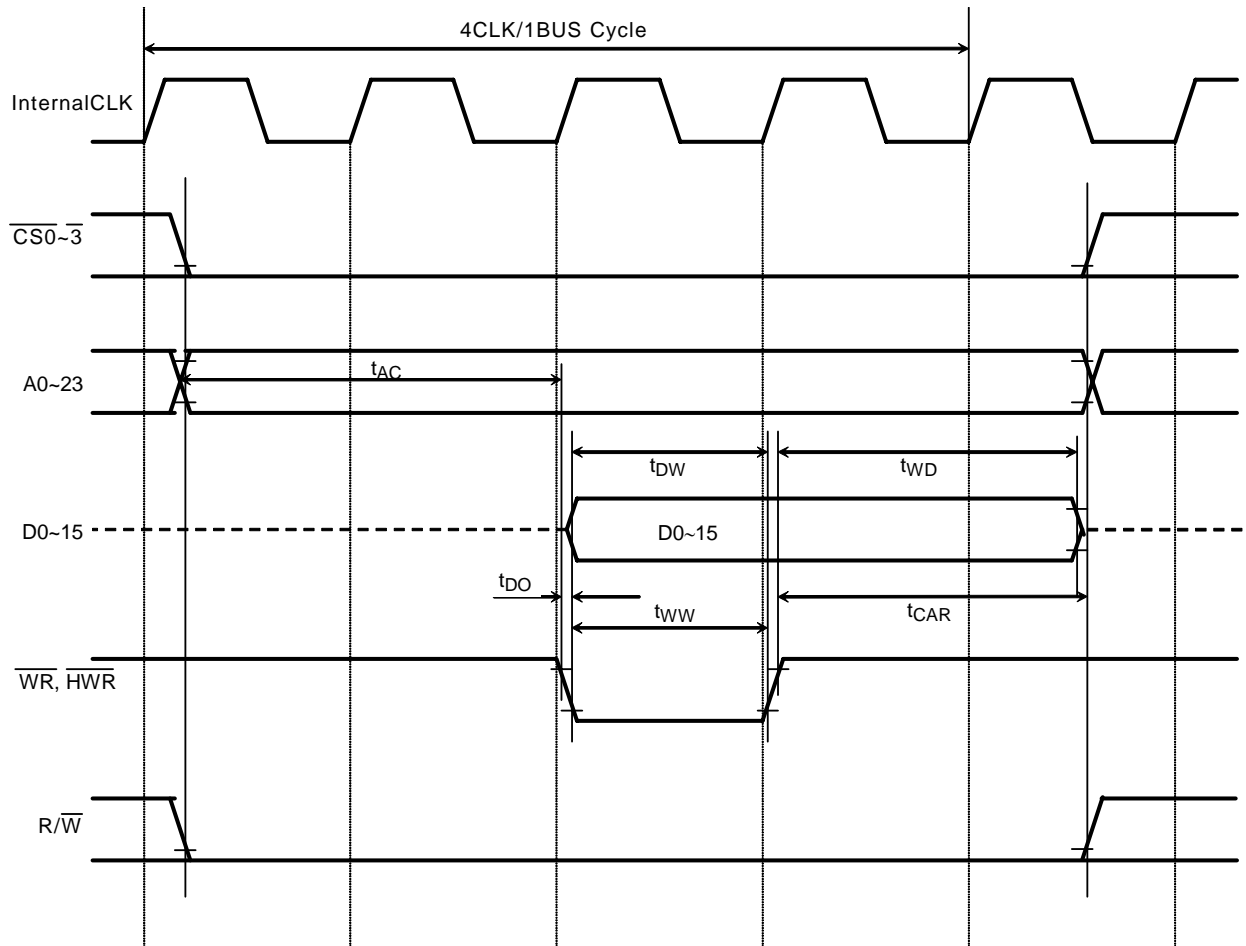 4CLK/1BUS Cycle
InternalCLK
CS0~3
A0~23
tAC
tDW
tWD
D0~15
D0~15
tDO
tWW
tCAR
WR, HWR
R/W